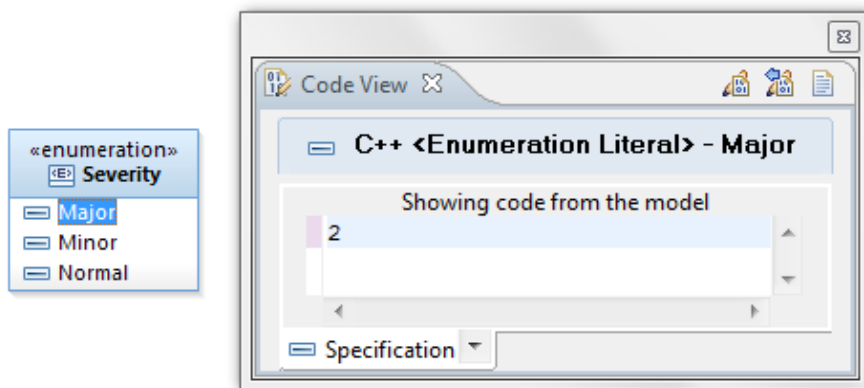 «enumeration»
Severity
Major
Minor
Normal
Code View
C++ <Enumeration Literal> - Major
Showing code from the model
2
Specification